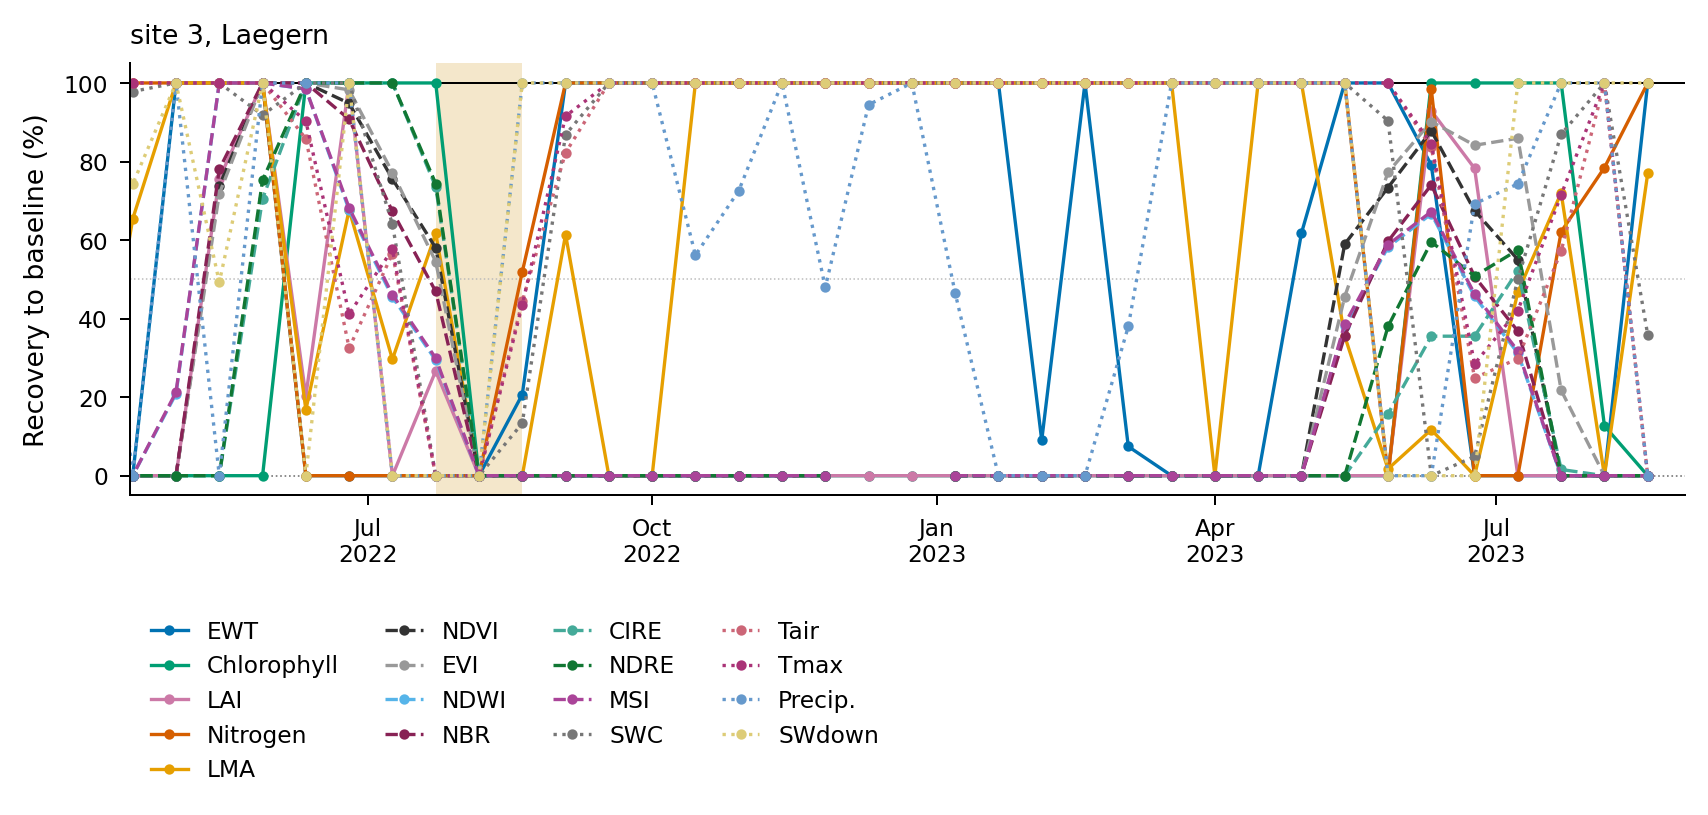 site 3, Laegern
Recovery to baseline (%)
100
80
60
40
20
0
Jul
2022
Oct
2022
Jan
2023
Apr
2023
Jul
2023
EWT
Chlorophyll
LAI
Nitrogen
LMA
NDVI
EVI
NDWI
NBR
CIRE
NDRE
MSI
SWC
Tair
Tmax
Precip.
SWdown